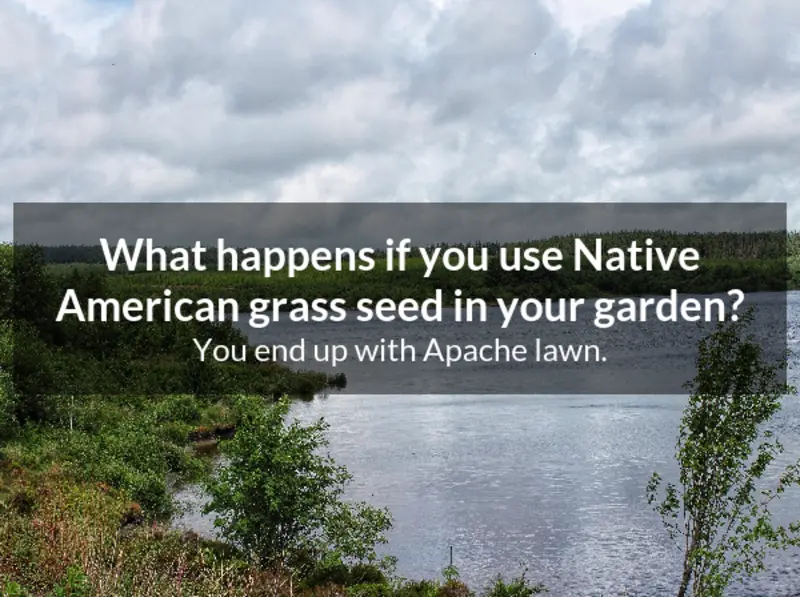 What happens if you use Native
American grass seed in your garden?
You end up with Apache lawn.